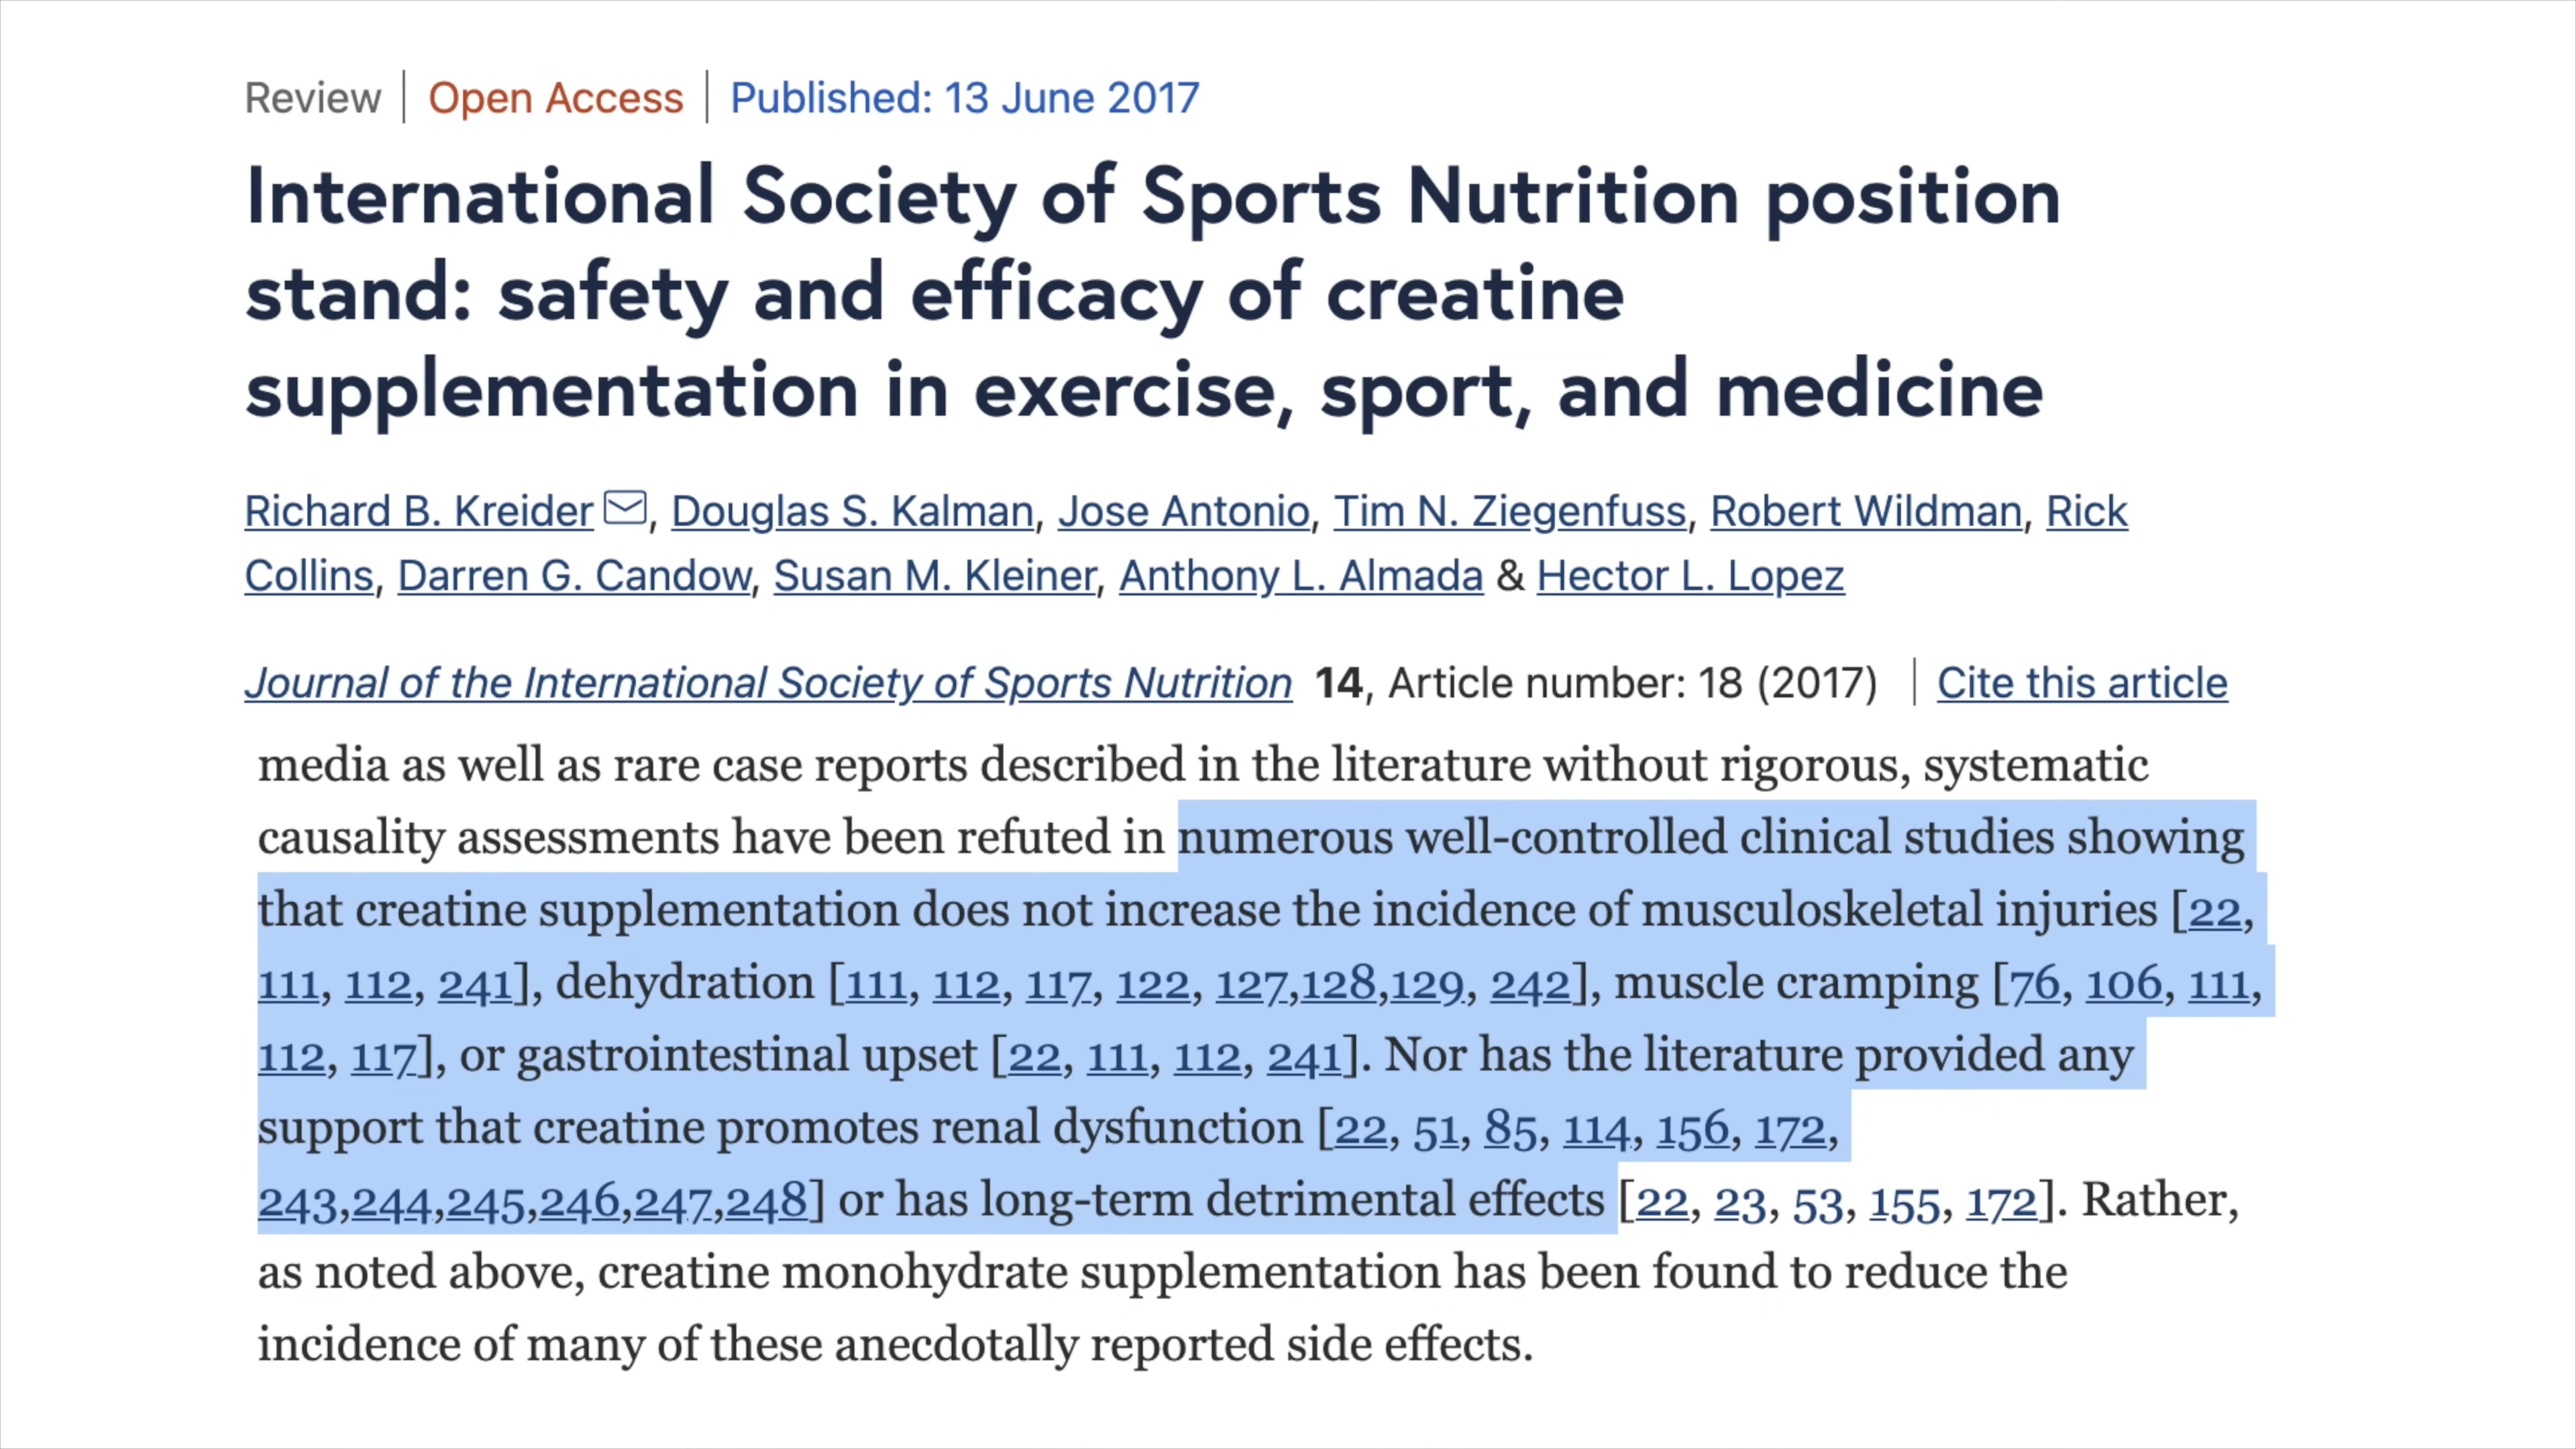 Review | Open Access | Published: 13 June 2017
International Society of Sports Nutrition position
stand: safety and efficacy of creatine
supplementation in exercise, sport, and medicine
Richard B. Kreider, Douglas S. Kalman, Jose Antonio, Tim N. Ziegenfuss, Robert Wildman, Rick
Collins, Darren G. Candow, Susan M. Kleiner, Anthony L. Almada & Hector L. Lopez
Journal of the International Society of Sports Nutrition 14, Article number: 18 (2017) | Cite this article
media as well as rare case reports described in the literature without rigorous, systematic
causality assessments have been refuted in numerous well-controlled clinical studies showing
that creatine supplementation does not increase the incidence of musculoskeletal injuries [22,
111, 112, 241], dehydration [111, 112, 117, 122, 127,128,129, 242], muscle cramping [76, 106, 111,
112, 117], or gastrointestinal upset [22, 111, 112, 241]. Nor has the literature provided any
support that creatine promotes renal dysfunction [22, 51, 85, 114, 156, 172,
243,244,245,246,247,248] or has long-term detrimental effects [22, 23, 53, 155, 172]. Rather,
as noted above, creatine monohydrate supplementation has been found to reduce the
incidence of many of these anecdotally reported side effects.